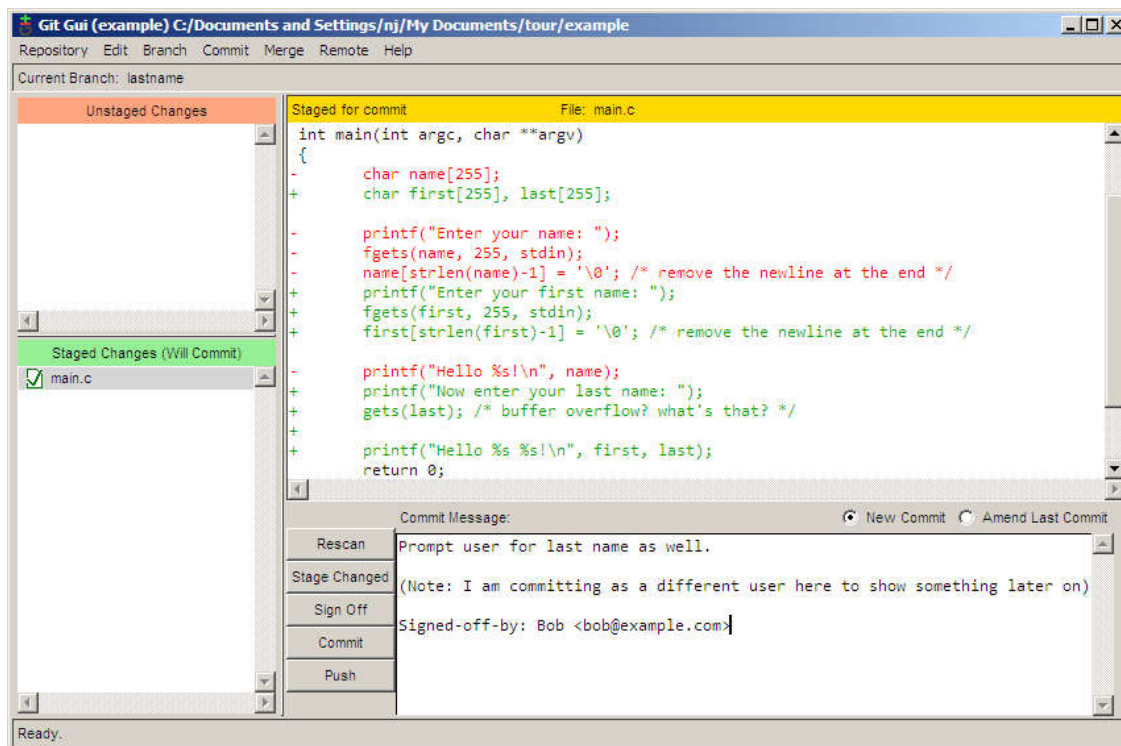 Git Gui (example) C:/Documents and Settings/nj/My Documents/tour/example
Repository Edit Branch Commit Merge Remote Help
Current Branch: lastname
Unstaged Changes
Staged Changes (Will Commit)
main.c
Staged for commit File: main.c
int main(int argc, char **argv)
{
- char name[255];
+ char first[255], last[255];
- printf("Enter your name: ");
- fgets(name, 255, stdin);
- name[strlen(name)-1] = '\0'; /* remove the newline at the end */
+ printf("Enter your first name: ");
+ fgets(first, 255, stdin);
+ first[strlen(first)-1] = '\0'; /* remove the newline at the end */
- printf("Hello %s!\n", name);
+ printf("Now enter your last name: ");
+ gets(last); /* buffer overflow? what's that? */
+
+ printf("Hello %s %s!\n", first, last);
return 0;
Commit Message: New Commit Amend Last Commit
Rescan
Stage Changed
Sign Off
Commit
Push
Prompt user for last name as well.
(Note: I am committing as a different user here to show something later on)
Signed-off-by: Bob <bob@example.com>
Ready.